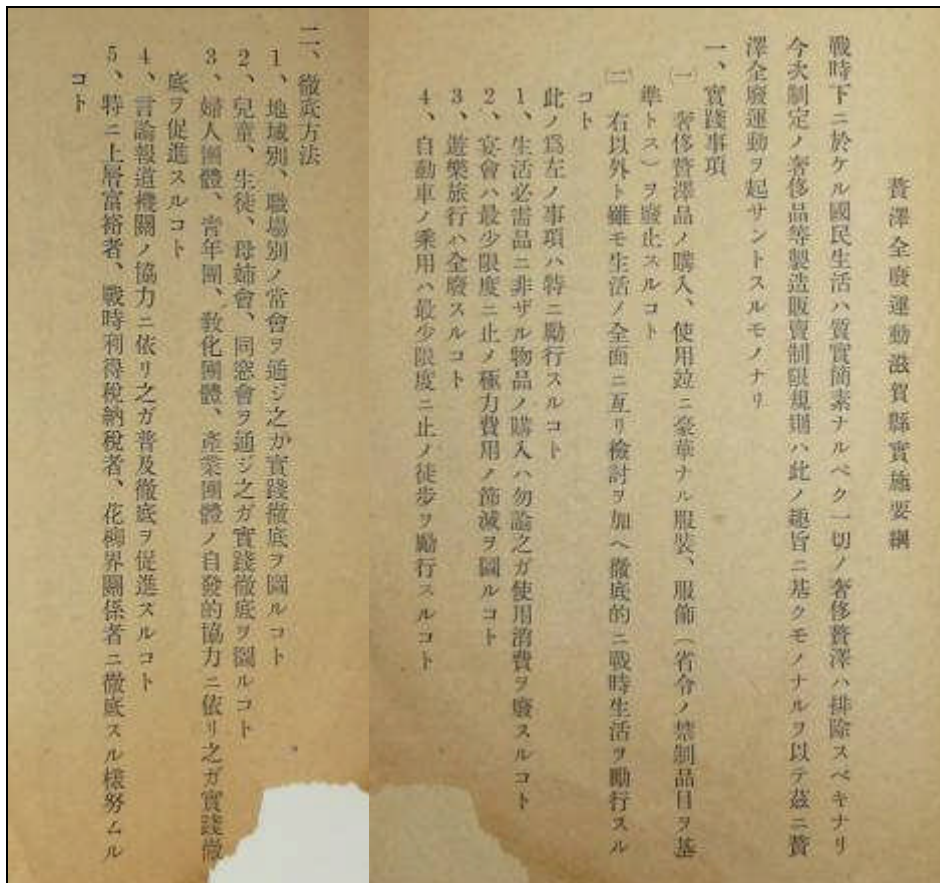 贅澤全廢運動滋賀縣實施要綱
戰時下ニ於ケル國民生活ハ質實簡素ナルベク一切ノ奢侈贅澤ハ排除スベキナリ
今次制定ノ奢侈品等製造販賣制限規則ハ此ノ趣旨ニ基クモノナルヲ以テ茲ニ贅
澤全廢運動ヲ起サントスルモノナリ
一、實踐事項
㈠ 奢侈贅澤品ノ購入、使用竝ニ豪華ナル服裝、服飾（省令ノ禁制品目ヲ基
準トス）ヲ廢止スルコト
㈡ 右以外ト雖モ生活ノ全面ニ亙リ檢討ヲ加ヘ徹底的ニ戰時生活ヲ勵行スル
コト
此ノ爲左ノ事項ハ特ニ勵行スルコト
1、生活必需品ニ非ザル物品ノ購入ハ勿論之ガ使用消費ヲ廢スルコト
2、宴會ハ最少限度ニ止メ極力費用ノ節減ヲ圖ルコト
3、遊樂旅行ハ全廢スルコト
4、自動車ノ乘用ハ最少限度ニ止メ徒步ヲ勵行スルコト
二、徹底方法
1、地域別、職場別ノ常會ヲ通ジ之ガ實踐徹底ヲ圖ルコト
2、兒童、生徒、母姉會、同窓會ヲ通ジ之ガ實踐徹底ヲ圖ルコト
3、婦人團體、靑年團、敎化團體、產業團體ノ自發的協力ニ依リ之ガ實踐徹
底ヲ促進スルコト
4、言論報道機關ノ協力ニ依リ之ガ普及徹底ヲ促進スルコト
5、特ニ上層富裕者、戰時利得稅納稅者、花柳界關係者ニ徹底スル樣努ムル
コト